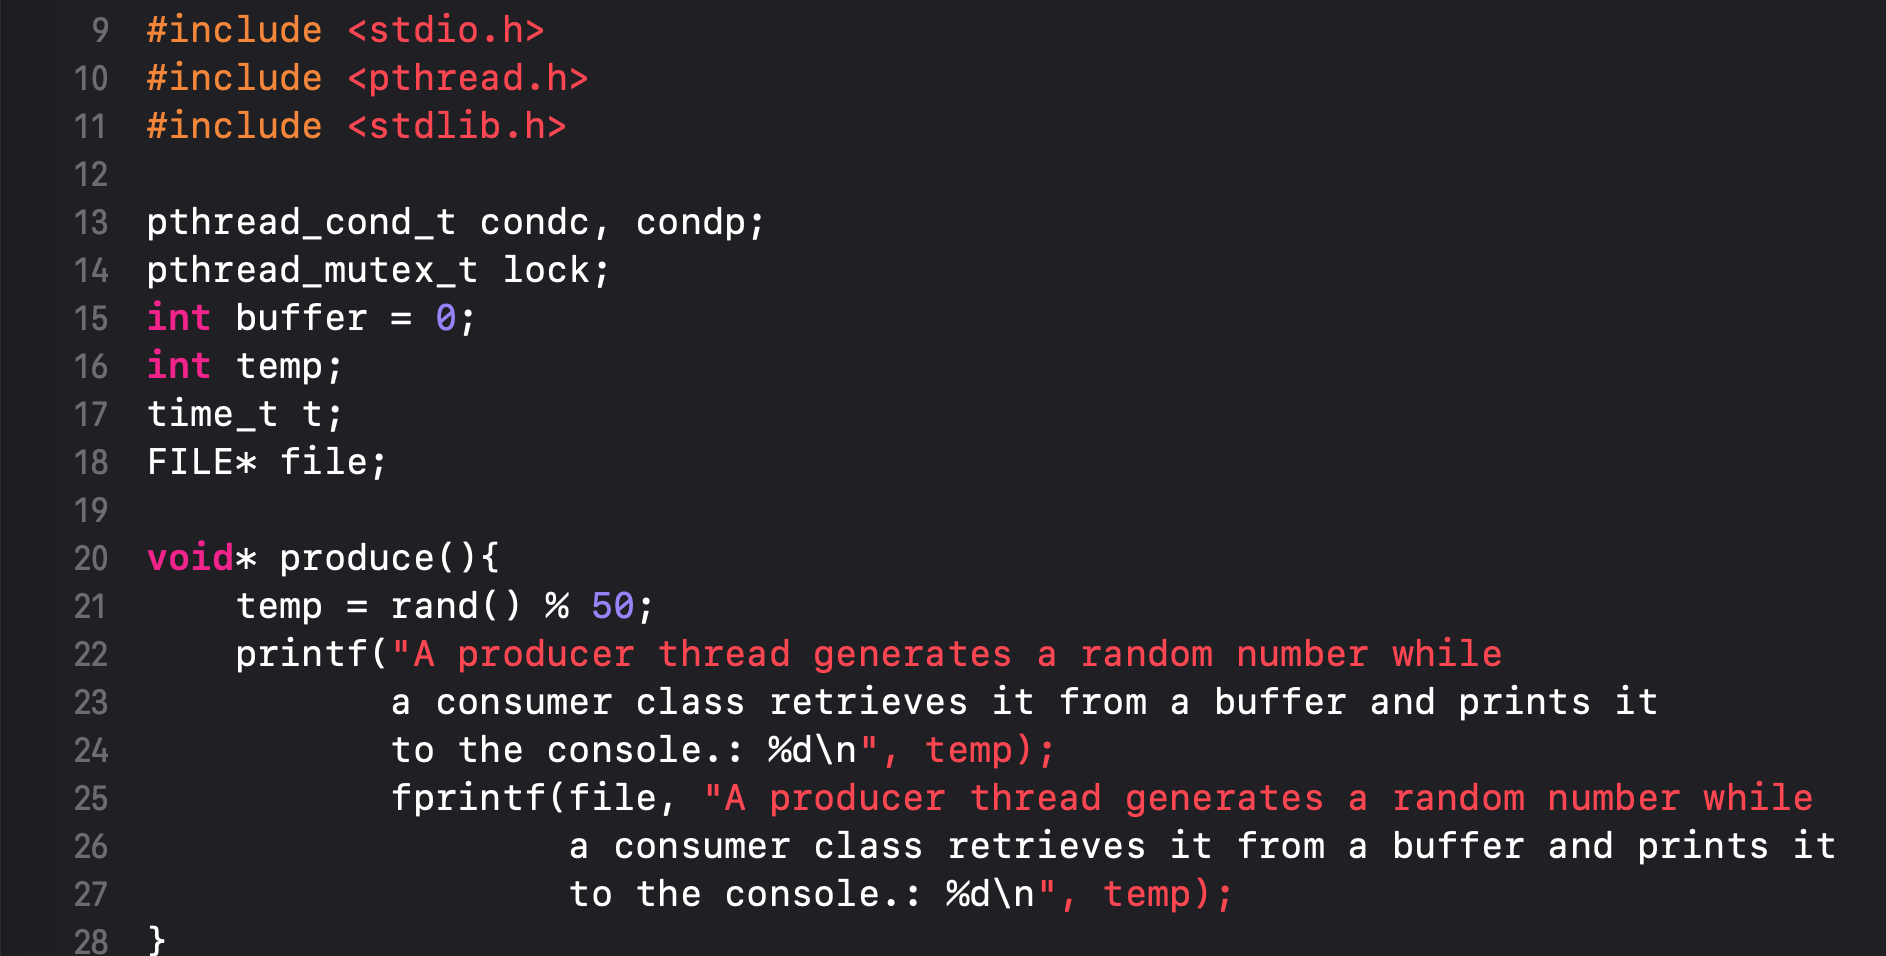 9 #include <stdio.h>
10 #include <pthread.h>
11 #include <stdlib.h>
12
13 pthread_cond_t condc, condp;
14 pthread_mutex_t lock;
15 int buffer = 0;
16 int temp;
17 time_t t;
18 FILE* file;
19
20 void* produce(){
21     temp = rand() % 50;
22     printf("A producer thread generates a random number while
23            a consumer class retrieves it from a buffer and prints it
24            to the console.: %d\n", temp);
25            fprintf(file, "A producer thread generates a random number while
26                    a consumer class retrieves it from a buffer and prints it
27                    to the console.: %d\n", temp);
28 }